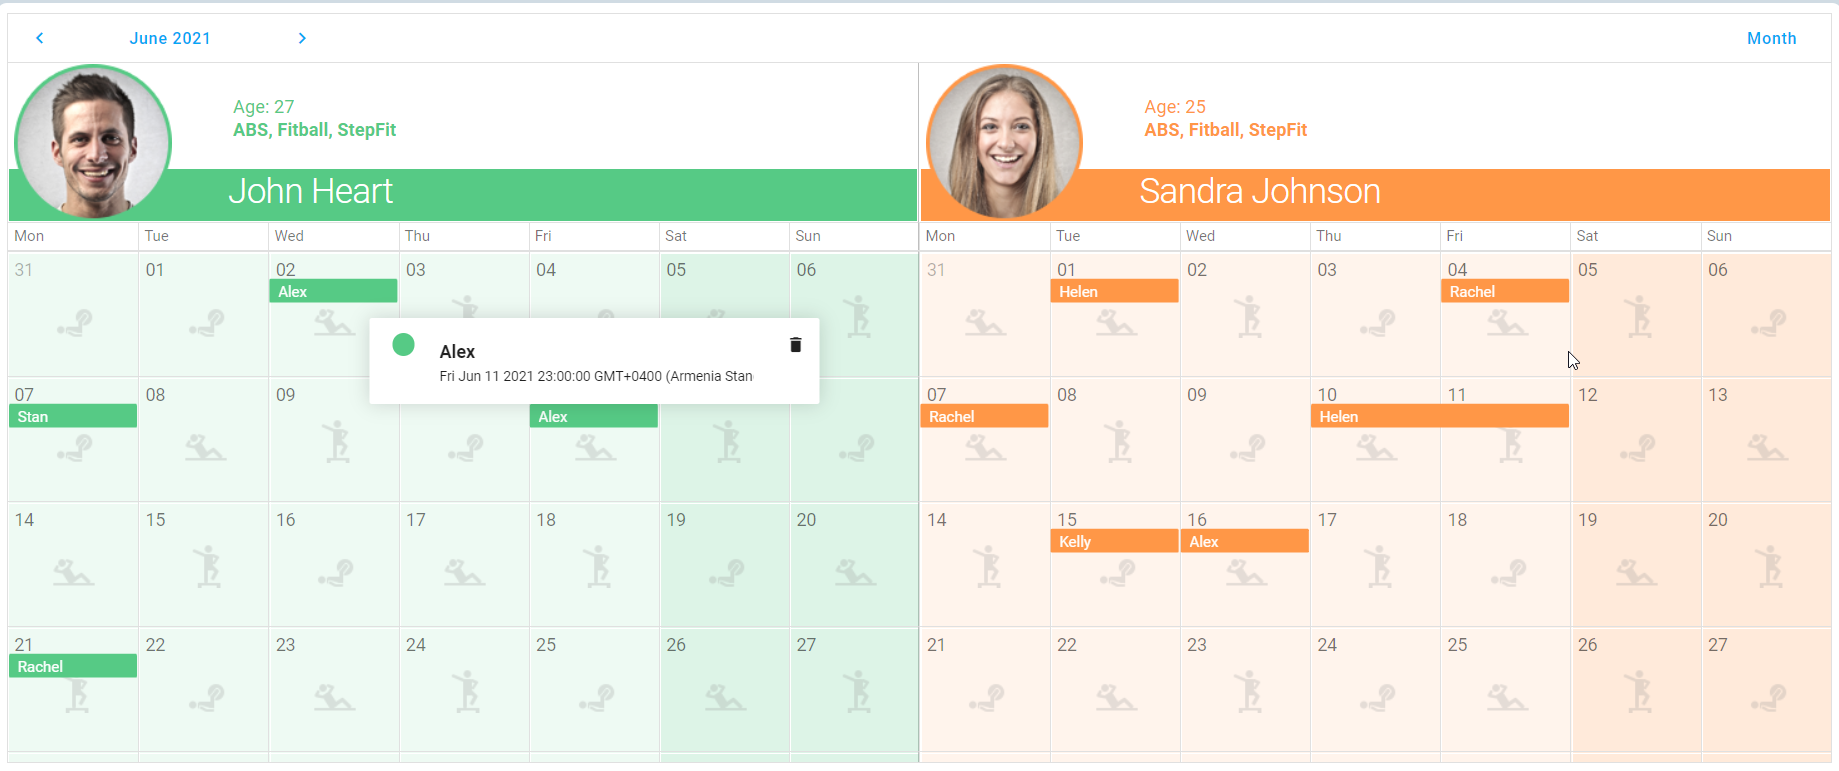 June 2021
Month
Age: 27
ABS, Fitball, StepFit
John Heart
Age: 25
ABS, Fitball, StepFit
Sandra Johnson
Mon Tue Wed Thu Fri Sat Sun
31 01 02 03 04 05 06
Alex
Alex
Fri Jun 11 2021 23:00:00 GMT+0400 (Armenia Stan
07 08 09
Stan
Alex
14 15 16 17 18 19 20
21 22 23 24 25 26 27
Rachel
Mon Tue Wed Thu Fri Sat Sun
31 01 02 03 04 05 06
Helen Rachel
07 08 09 10 11 12 13
Rachel Helen
14 15 16 17 18 19 20
Kelly Alex
21 22 23 24 25 26 27